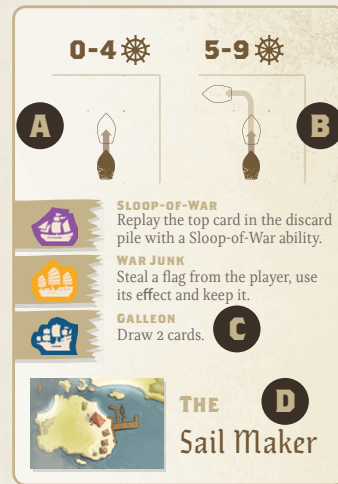 0-4 5-9
A B
SLOOP-OF-WAR
Replay the top card in the discard
pile with a Sloop-of-War ability.
WAR JUNK
Steal a flag from the player, use
its effect and keep it.
GALLEON
Draw 2 cards. C
THE D
Sail Maker